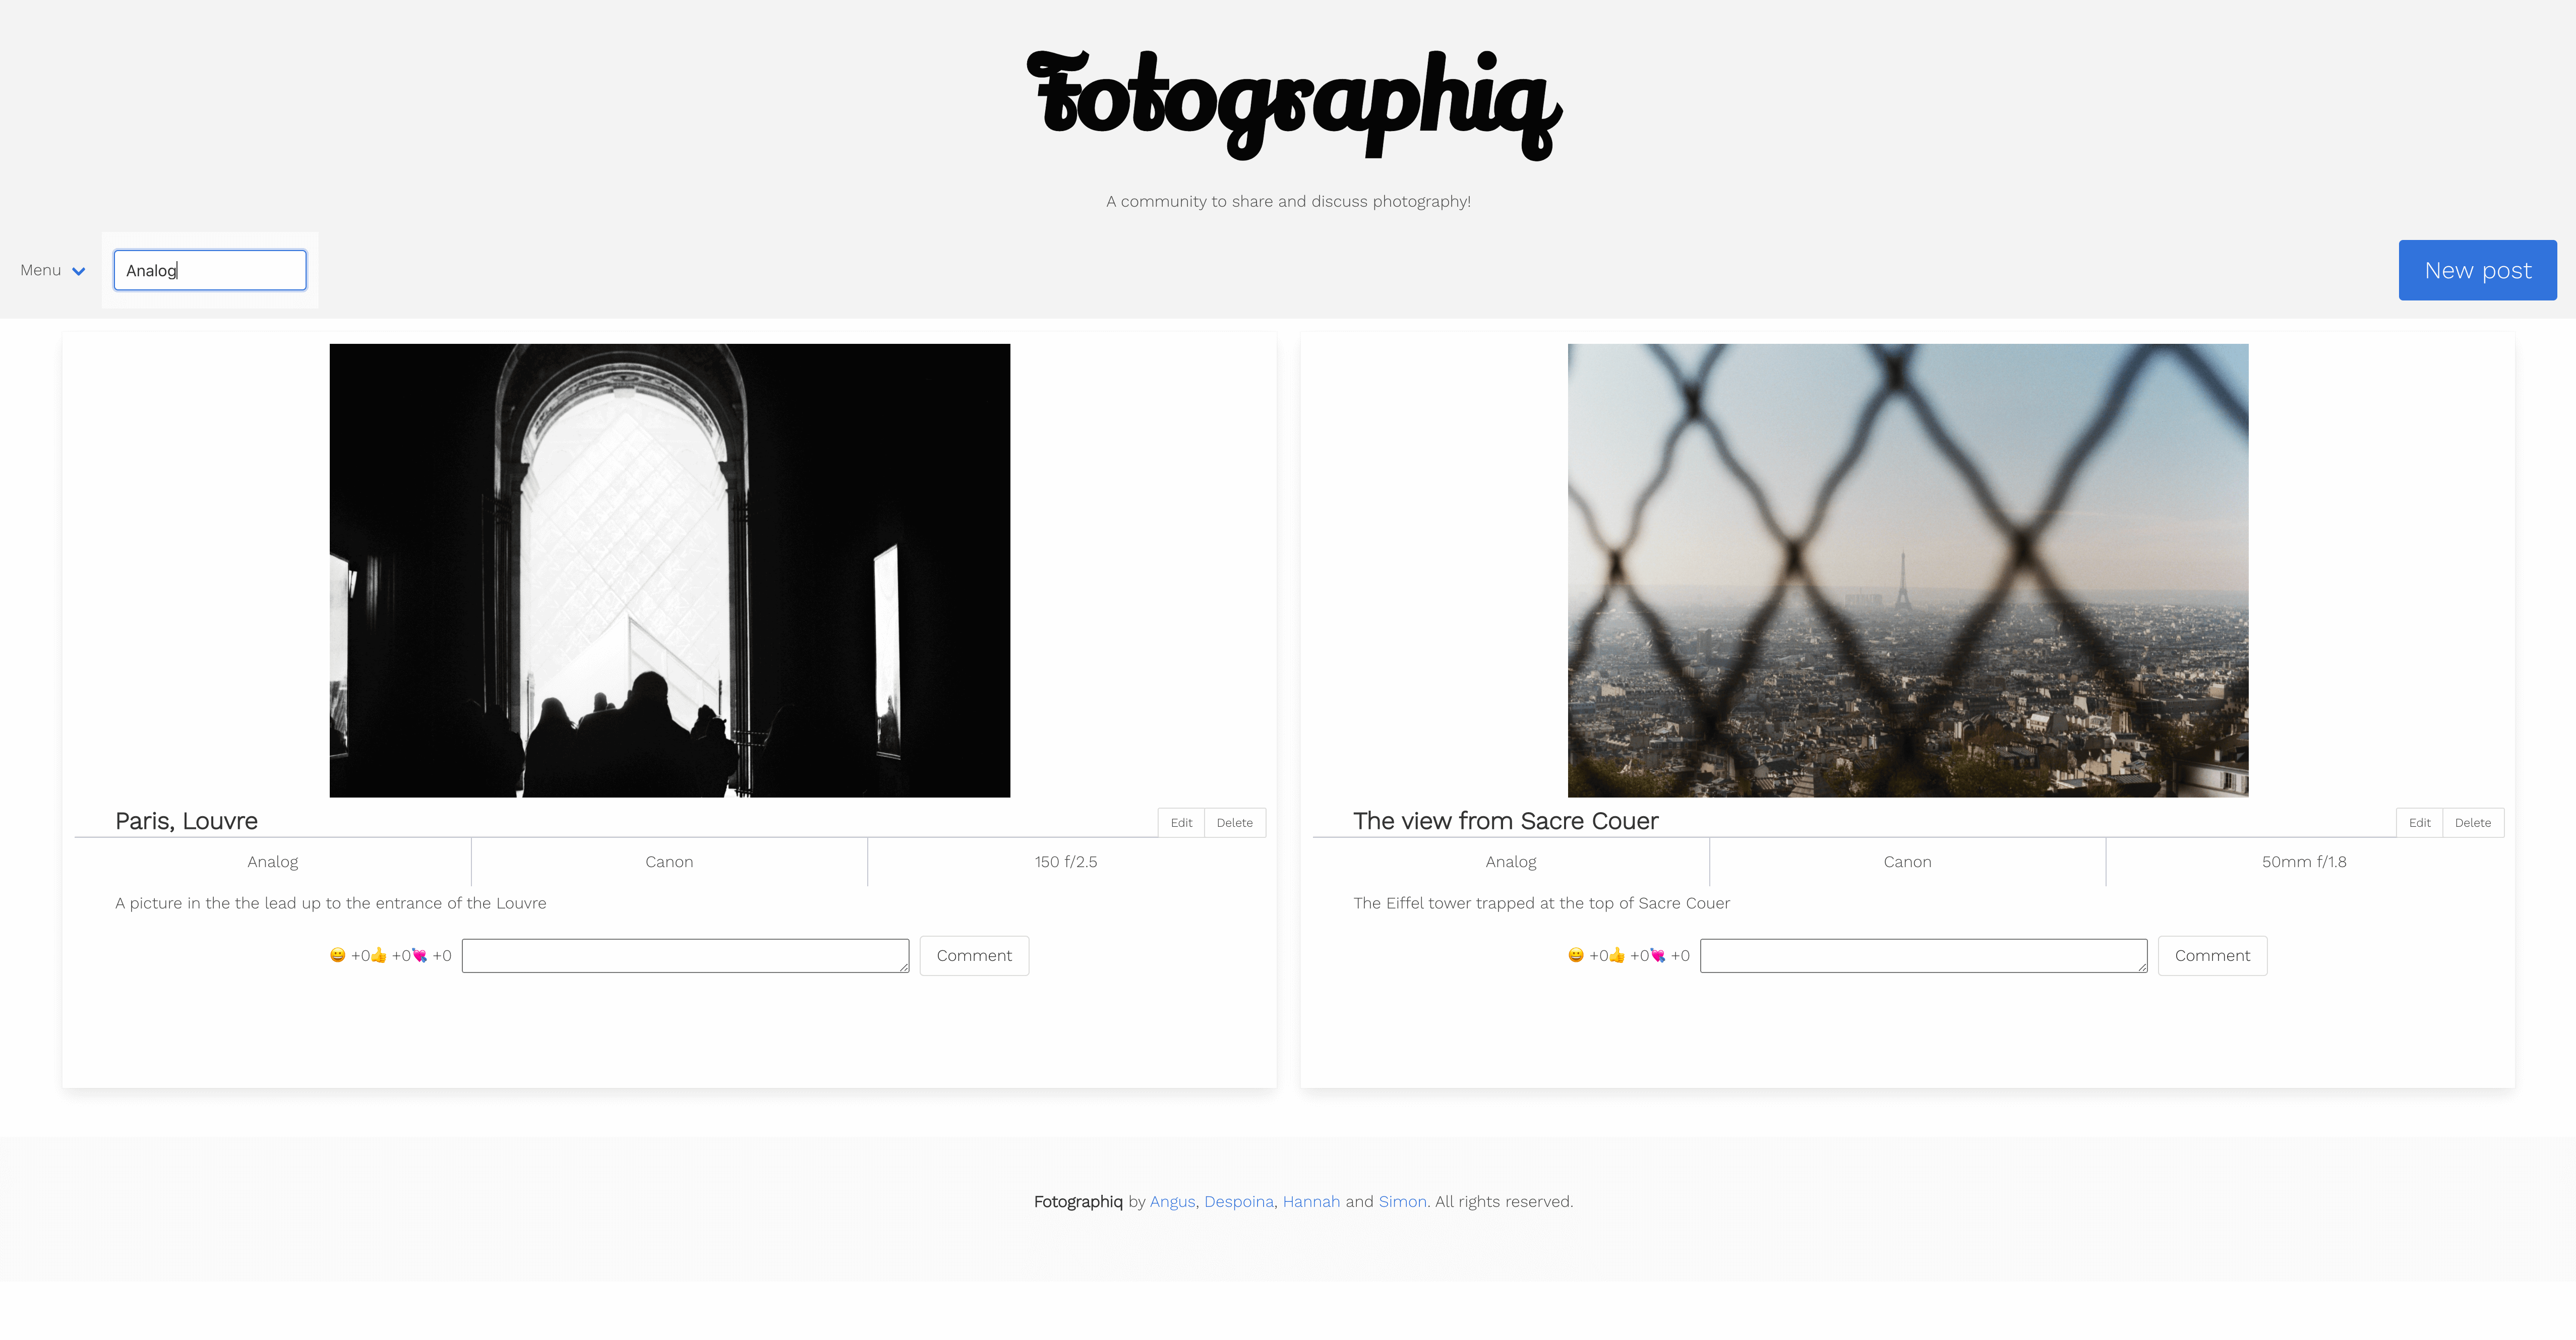 Fotographiq
A community to share and discuss photography!
Menu
Analog
New post
Paris, Louvre
Edit
Delete
Analog
Canon
150 f/2.5
A picture in the the lead up to the entrance of the Louvre
😀 +0👍 +0💘 +0
Comment
The view from Sacre Couer
Edit
Delete
Analog
Canon
50mm f/1.8
The Eiffel tower trapped at the top of Sacre Couer
😀 +0👍 +0💘 +0
Comment
Fotographiq by Angus, Despoina, Hannah and Simon. All rights reserved.